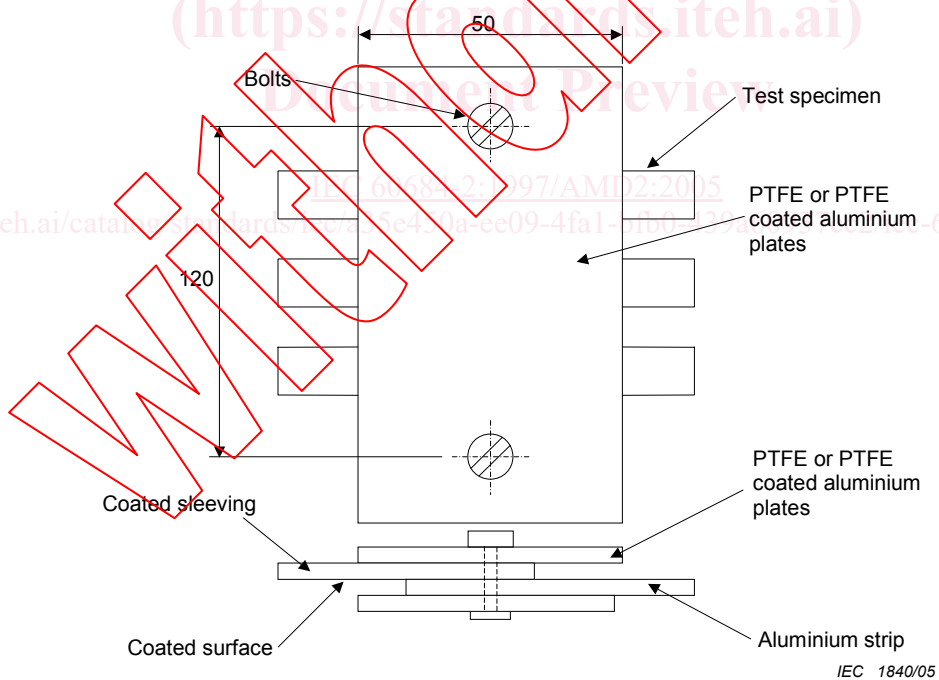 (https://standards.iteh.ai)
50
Document Preview
Bolts
Test specimen
IEC 60684-2:1997/AMD2:2005
PTFE or PTFE
coated aluminium
plates
120
PTFE or PTFE
coated aluminium
plates
Coated sleeving
Coated surface
Aluminium strip
IEC 1840/05